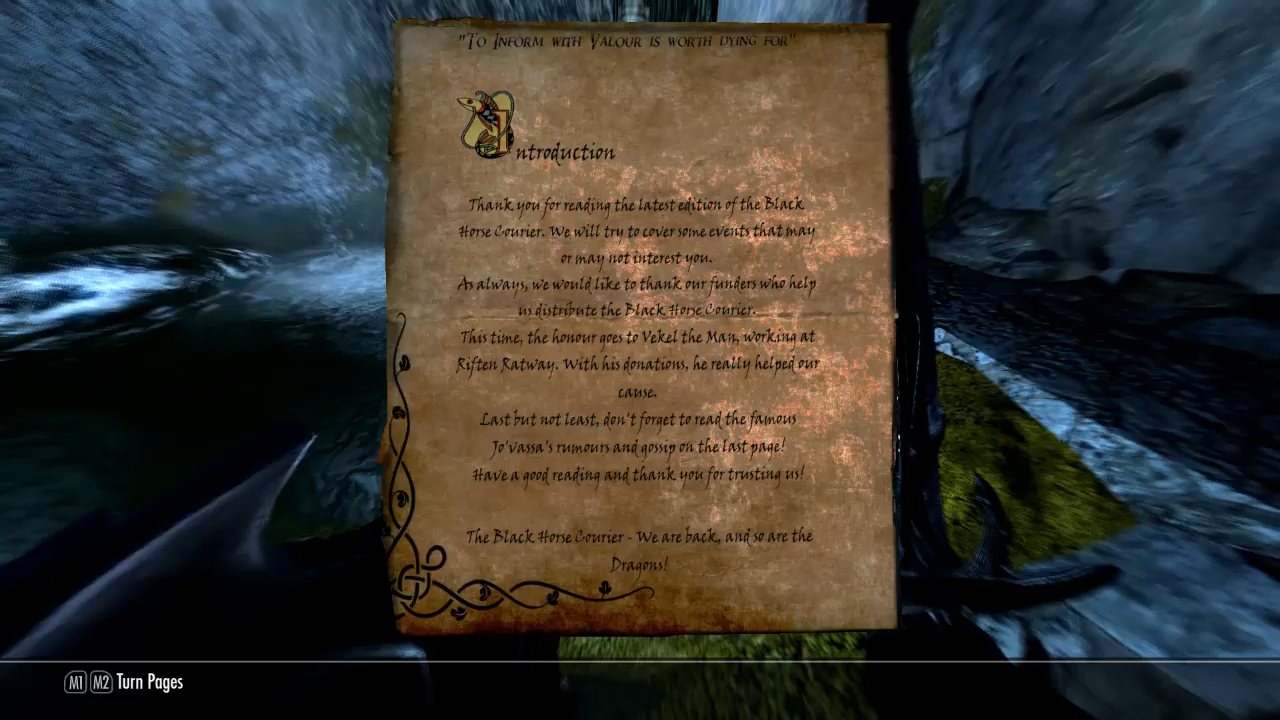 "To Inform with Valour is worth dying for"
Introduction
Thank you for reading the latest edition of the Black
Horse Courier. We will try to cover some events that may
or may not interest you.
As always, we would like to thank our funders who help
us distribute the Black Horse Courier.
This time, the honour goes to Vekel the Man, working at
Riften Ratway. With his donations, he really helped our
cause.
Last but not least, don't forget to read the famous
Jo'vassa's rumours and gossip on the last page!
Have a good reading and thank you for trusting us!
The Black Horse Courier - We are back, and so are the
Dragons!
M1 M2 Turn Pages